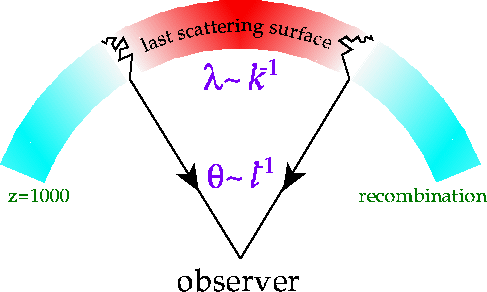 last scattering surface
λ~ k⁻¹
θ~ l⁻¹
z=1000
recombination
observer